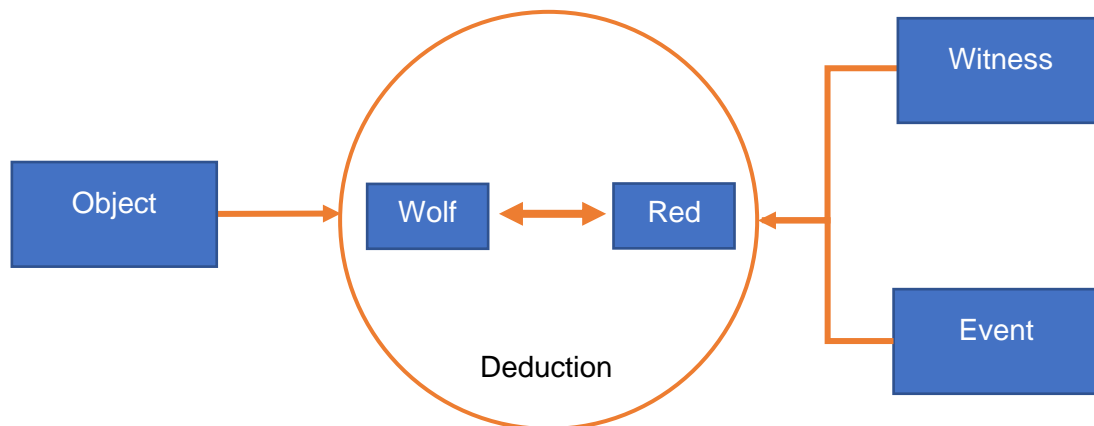 Witness
Object
Wolf
Red
Event
Deduction